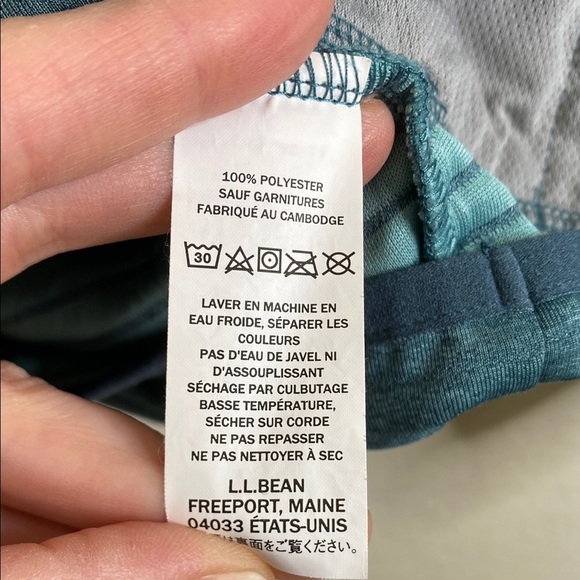 100% POLYESTER
SAUF GARNITURES
FABRIQUÉ AU CAMBODGE
30
LAVER EN MACHINE EN
EAU FROIDE, SÉPARER LES
COULEURS
PAS D'EAU DE JAVEL NI
D'ASSOUPLISSANT
SÉCHAGE PAR CULBUTAGE
BASSE TEMPÉRATURE,
SÉCHER SUR CORDE
NE PAS REPASSER
NE PAS NETTOYER À SEC
L.L.BEAN
FREEPORT, MAINE
04033 ÉTATS-UNIS
は裏面をご覧ください。